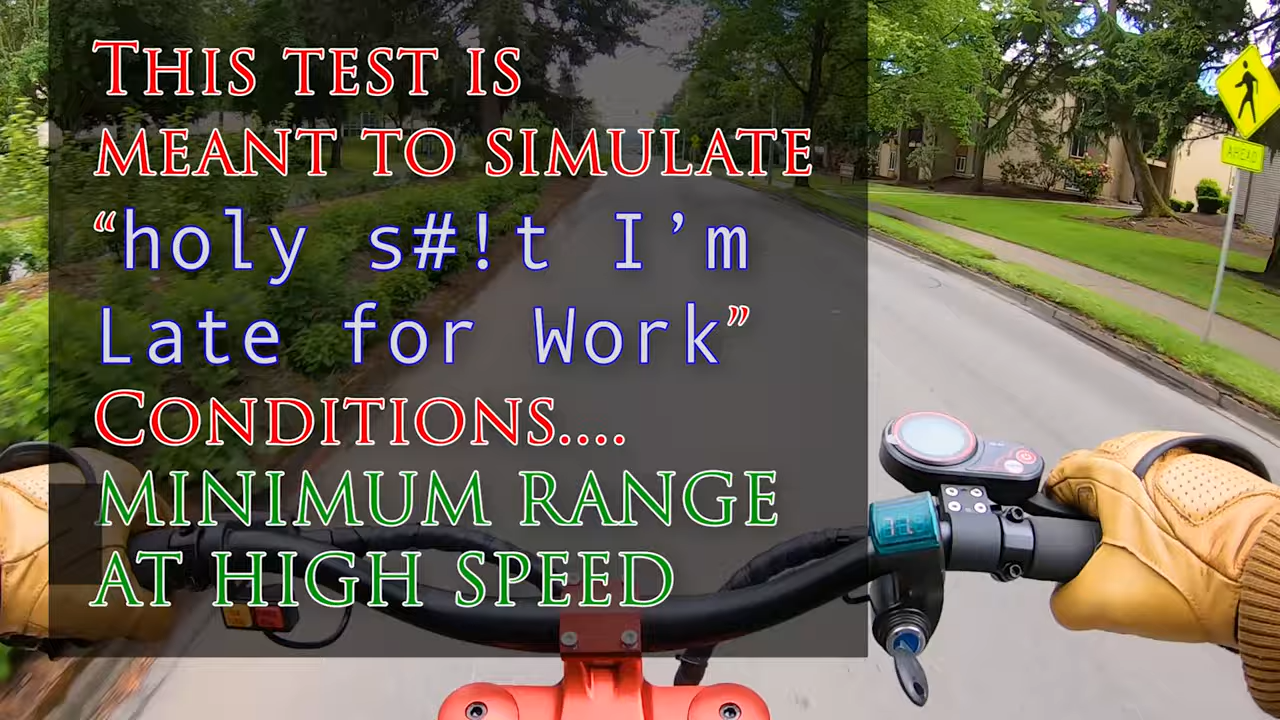 THIS TEST IS
MEANT TO SIMULATE
“holy s#!t I’m
Late for Work”
CONDITIONS....
MINIMUM RANGE
AT HIGH SPEED
AHEAD